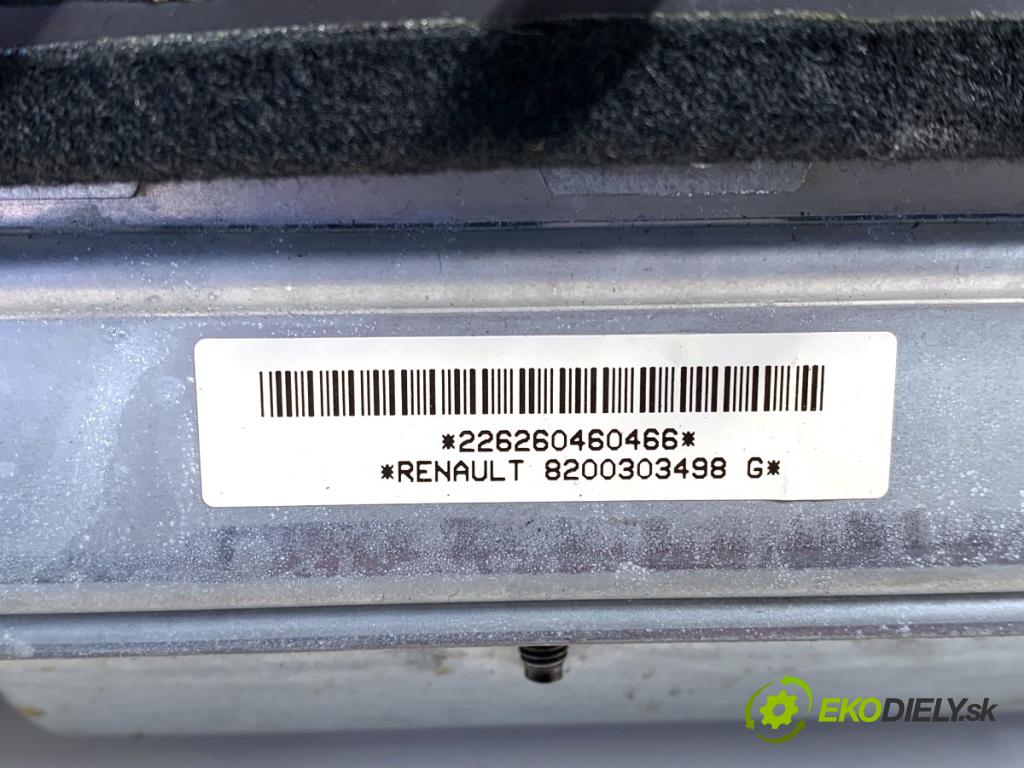 *226260460466*
*RENAULT 8200303498 G*
EKODIELY.sk